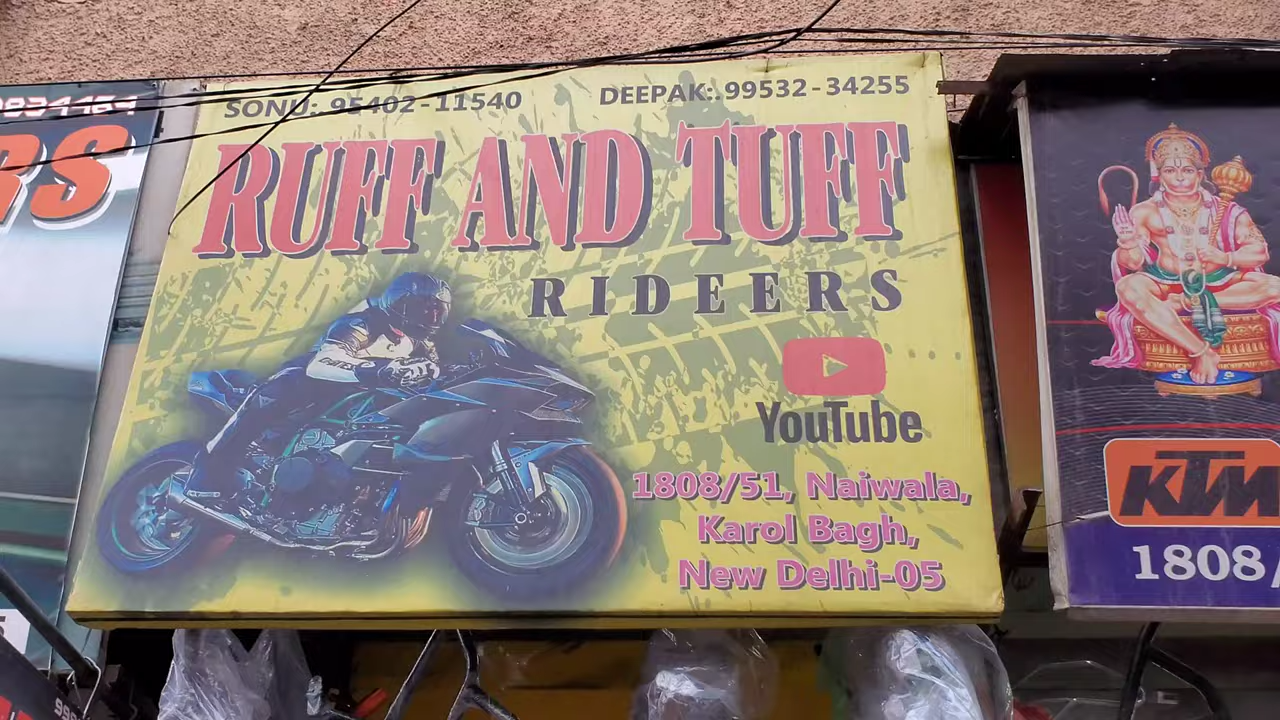 SONU:. 95402-11540 DEEPAK:. 99532-34255
RUFF AND TUFF
RIDEERS
YouTube
1808/51, Naiwala,
Karol Bagh,
New Delhi-05
RS
KTM
1808/